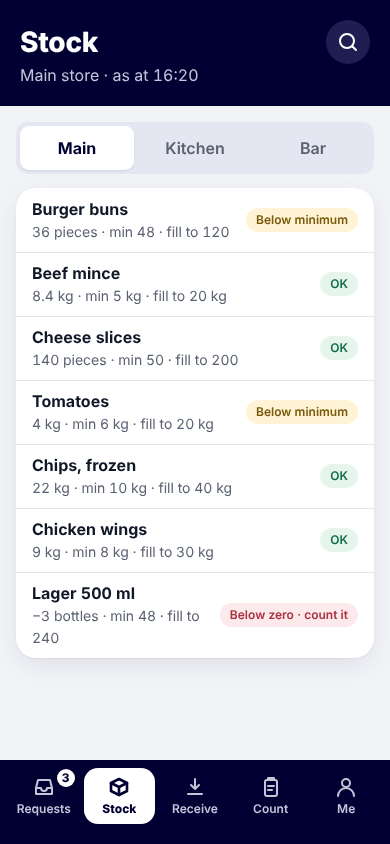 Stock
Main store · as at 16:20
Main Kitchen Bar
Burger buns
36 pieces · min 48 · fill to 120
Below minimum
Beef mince
8.4 kg · min 5 kg · fill to 20 kg
OK
Cheese slices
140 pieces · min 50 · fill to 200
OK
Tomatoes
4 kg · min 6 kg · fill to 20 kg
Below minimum
Chips, frozen
22 kg · min 10 kg · fill to 40 kg
OK
Chicken wings
9 kg · min 8 kg · fill to 30 kg
OK
Lager 500 ml
−3 bottles · min 48 · fill to
240
Below zero · count it
3
Requests Stock Receive Count Me